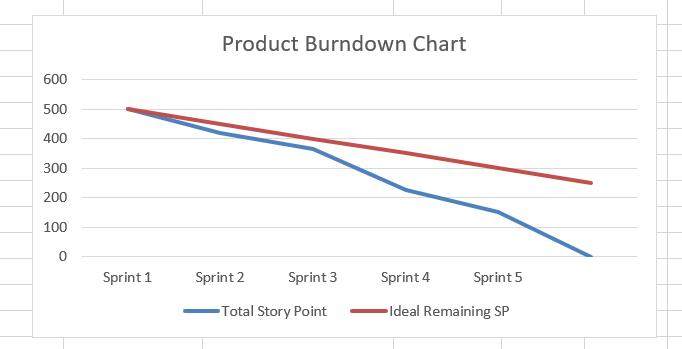 Product Burndown Chart
600
500
400
300
200
100
0
Sprint 1 Sprint 2 Sprint 3 Sprint 4 Sprint 5
Total Story Point Ideal Remaining SP